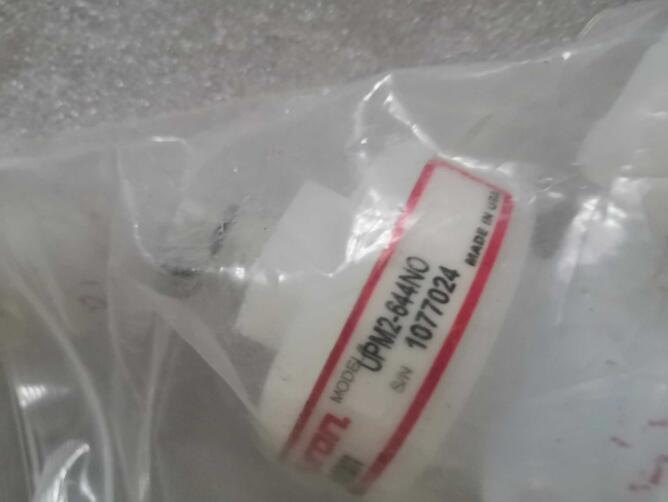 MODEL UPM2-644NO
S/N 1077024
MADE IN USA